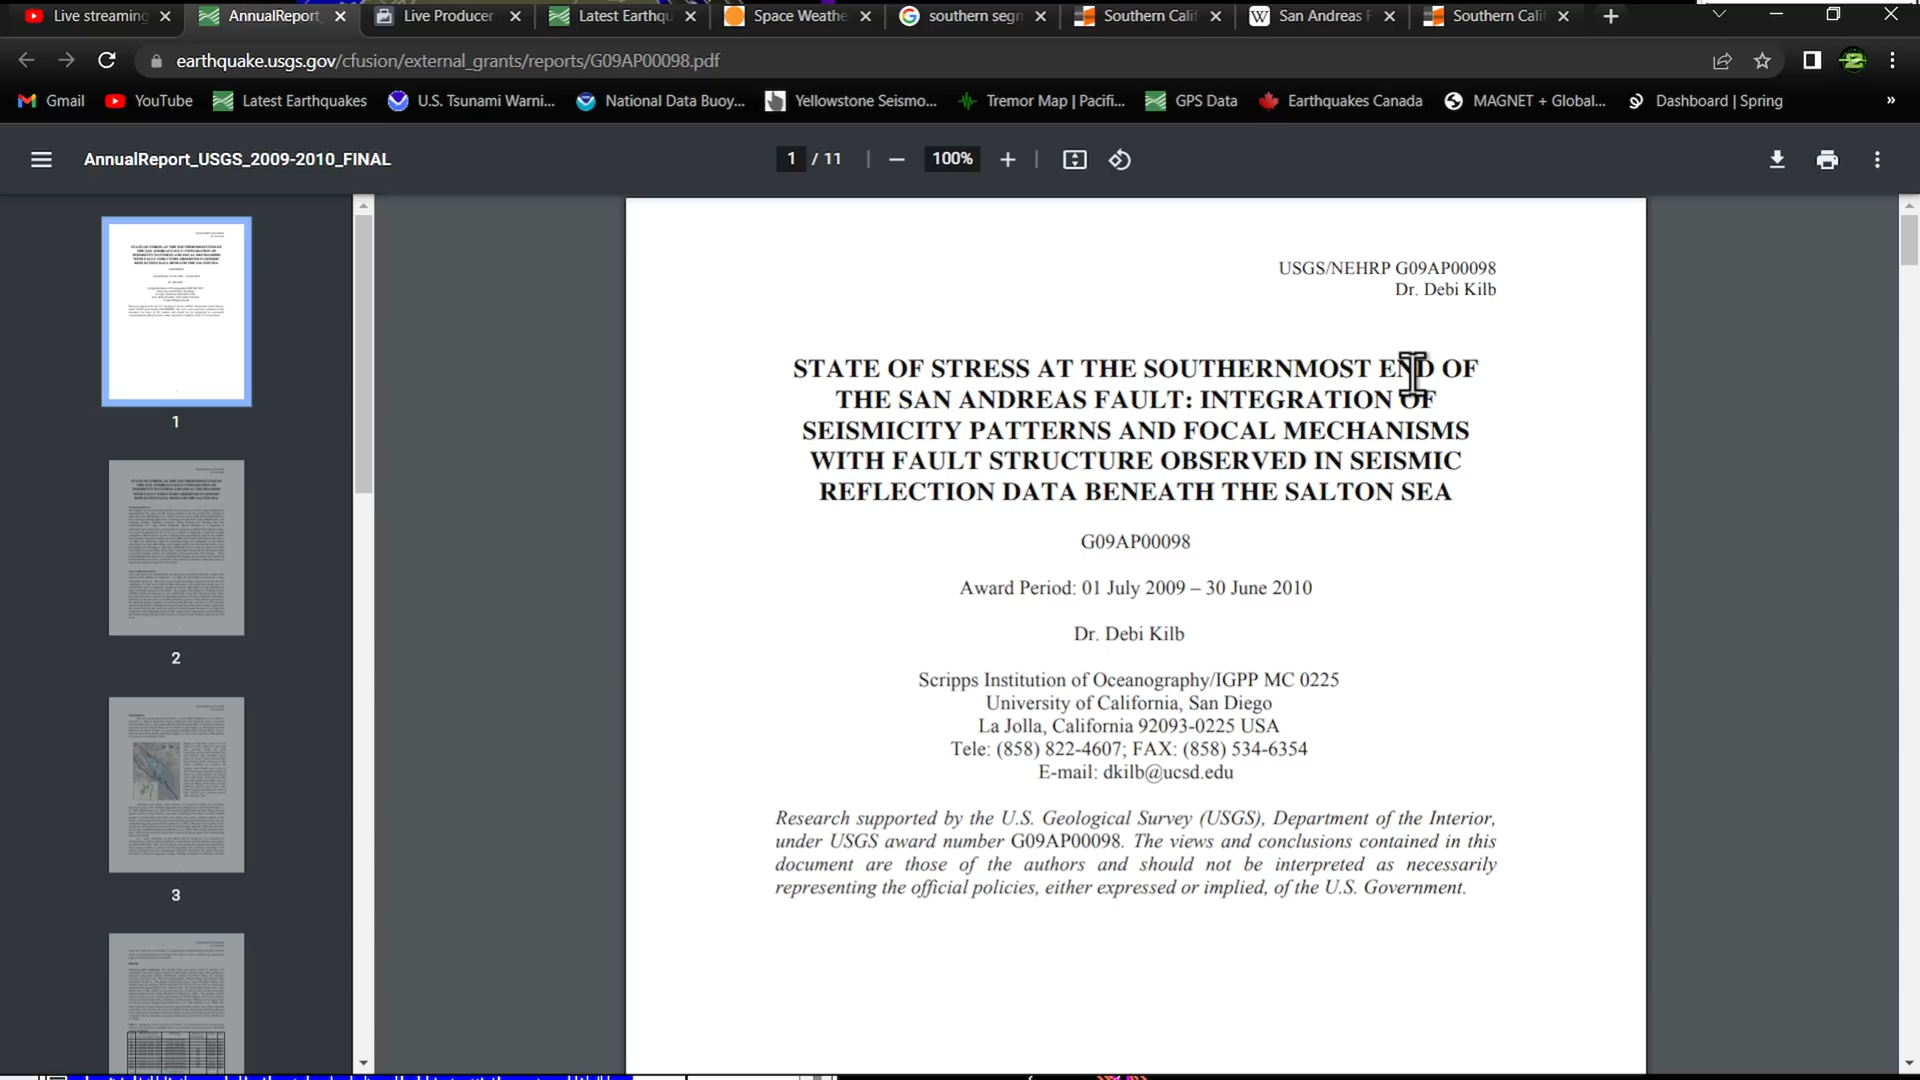 Live streaming
AnnualReport_
Live Producer
Latest Earthqu
Space Weathe
southern segm
Southern Calif
San Andreas F
Southern Calif
earthquake.usgs.gov/cfusion/external_grants/reports/G09AP00098.pdf
Gmail
YouTube
Latest Earthquakes
U.S. Tsunami Warni...
National Data Buoy...
Yellowstone Seismo...
Tremor Map | Pacifi...
GPS Data
Earthquakes Canada
MAGNET + Global...
Dashboard | Spring
»
AnnualReport_USGS_2009-2010_FINAL
1 / 11
100%
1
2
3
USGS/NEHRP G09AP00098
Dr. Debi Kilb
STATE OF STRESS AT THE SOUTHERNMOST END OF
THE SAN ANDREAS FAULT: INTEGRATION OF
SEISMICITY PATTERNS AND FOCAL MECHANISMS
WITH FAULT STRUCTURE OBSERVED IN SEISMIC
REFLECTION DATA BENEATH THE SALTON SEA
G09AP00098
Award Period: 01 July 2009 – 30 June 2010
Dr. Debi Kilb
Scripps Institution of Oceanography/IGPP MC 0225
University of California, San Diego
La Jolla, California 92093-0225 USA
Tele: (858) 822-4607; FAX: (858) 534-6354
E-mail: dkilb@ucsd.edu
Research supported by the U.S. Geological Survey (USGS), Department of the Interior,
under USGS award number G09AP00098. The views and conclusions contained in this
document are those of the authors and should not be interpreted as necessarily
representing the official policies, either expressed or implied, of the U.S. Government.